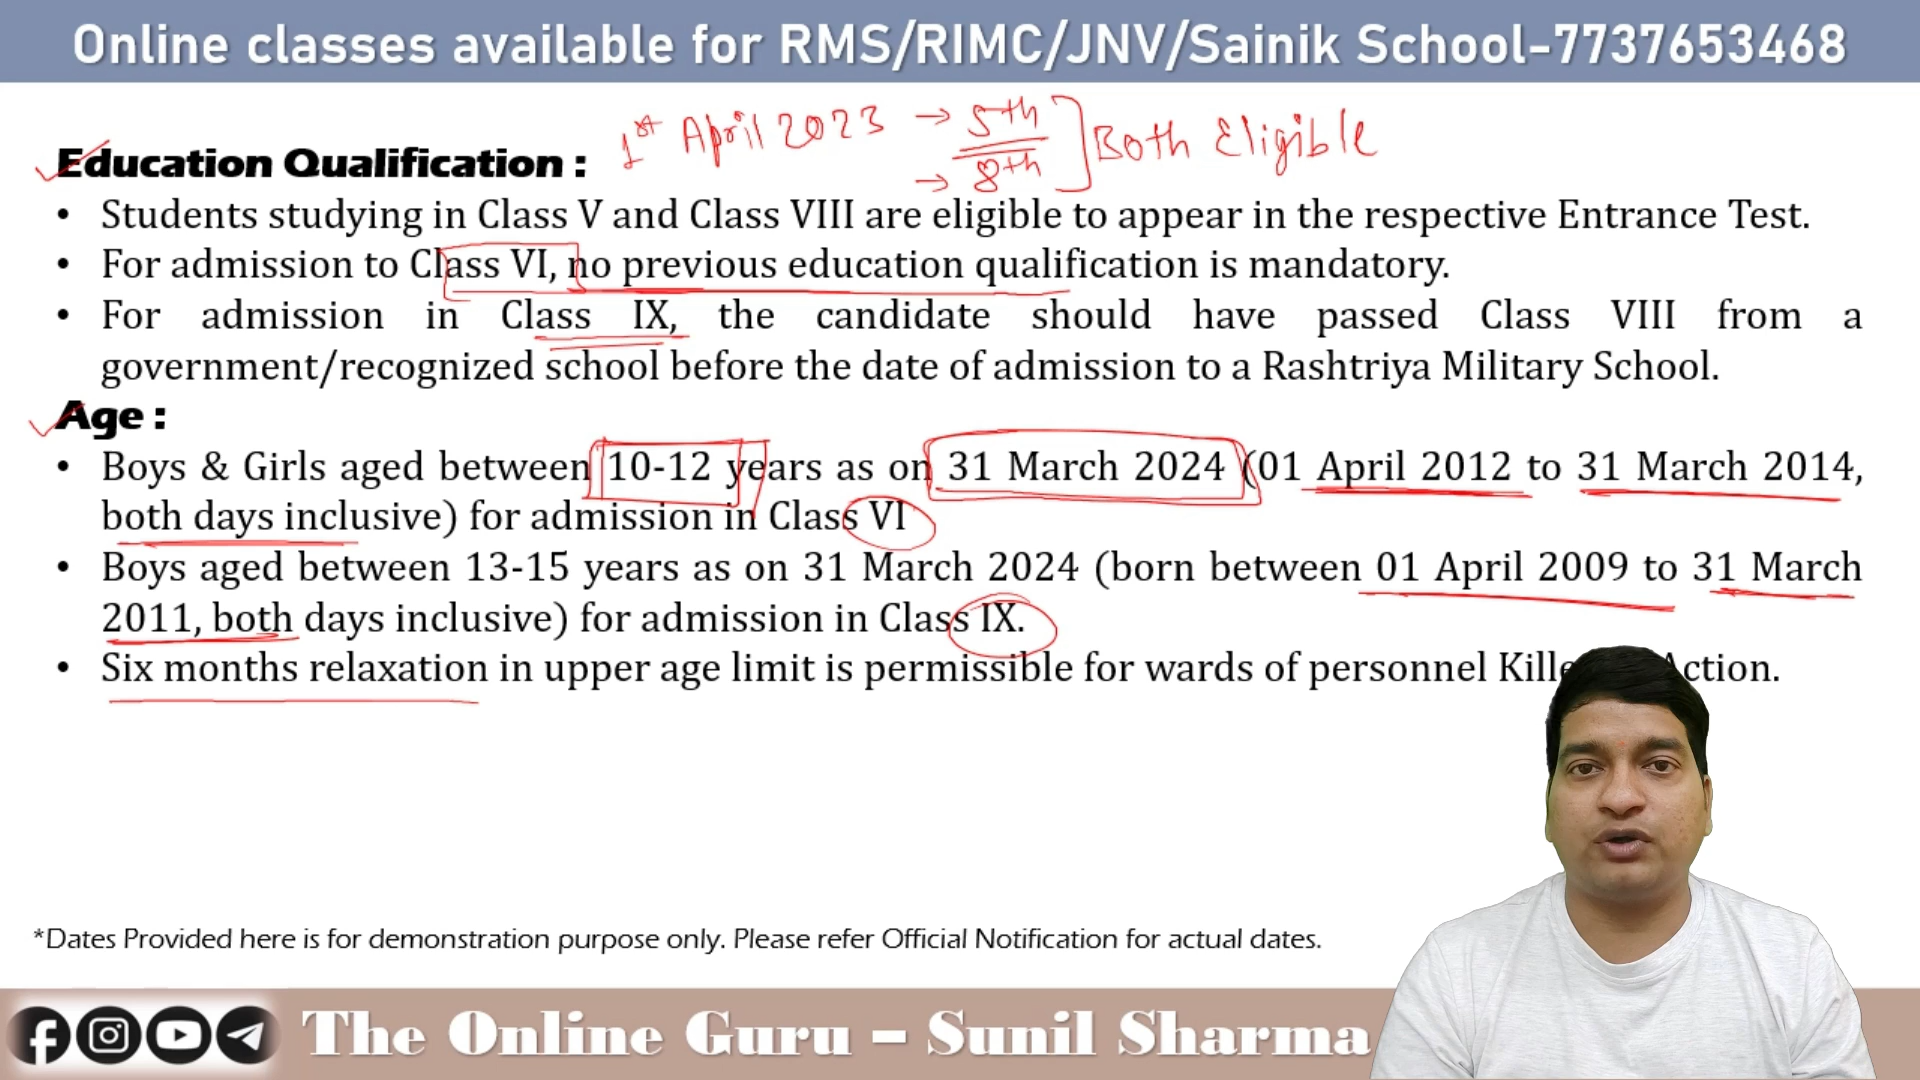 Online classes available for RMS/RIMC/JNV/Sainik School-7737653468
1st April 2023 → 5th
→ 8th
Both Eligible
Education Qualification :
• Students studying in Class V and Class VIII are eligible to appear in the respective Entrance Test.
• For admission to Class VI, no previous education qualification is mandatory.
• For admission in Class IX, the candidate should have passed Class VIII from a
government/recognized school before the date of admission to a Rashtriya Military School.
Age :
• Boys & Girls aged between 10-12 years as on 31 March 2024 (01 April 2012 to 31 March 2014,
both days inclusive) for admission in Class VI
• Boys aged between 13-15 years as on 31 March 2024 (born between 01 April 2009 to 31 March
2011, both days inclusive) for admission in Class IX.
• Six months relaxation in upper age limit is permissible for wards of personnel Kille ction.
*Dates Provided here is for demonstration purpose only. Please refer Official Notification for actual dates.
The Online Guru – Sunil Sharma